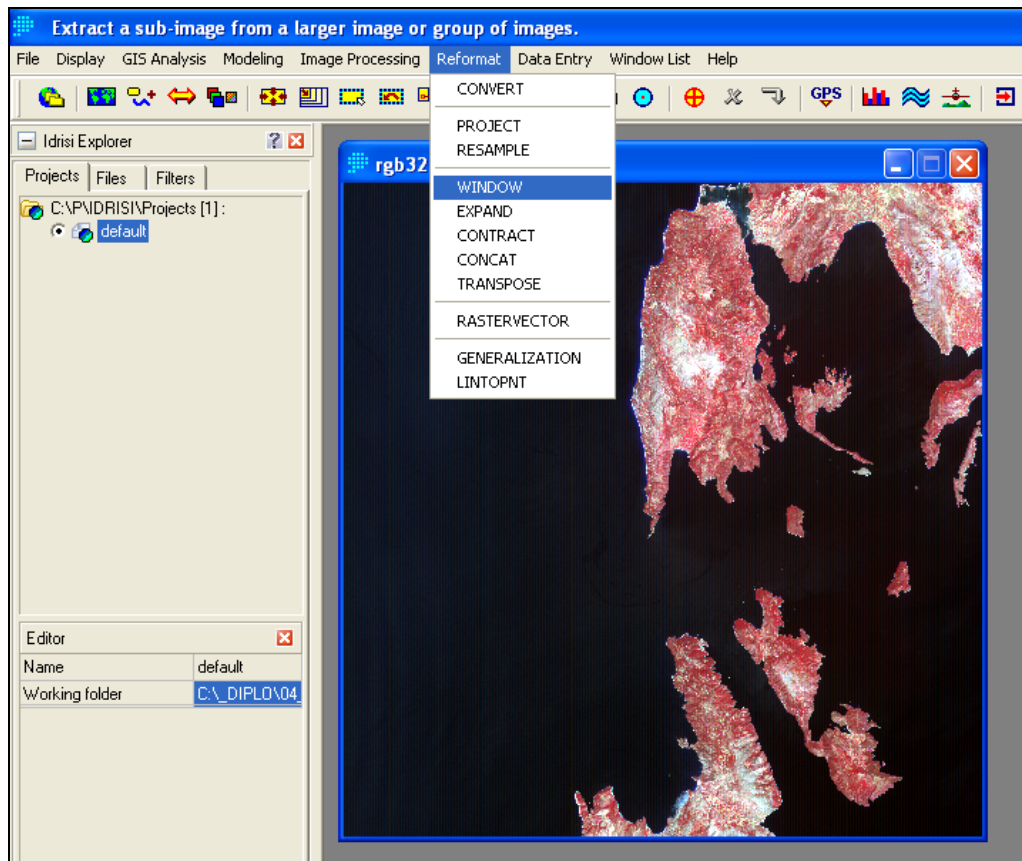 Extract a sub-image from a larger image or group of images.
File Display GIS Analysis Modeling Image Processing Reformat Data Entry Window List Help
GPS
CONVERT
PROJECT
RESAMPLE
WINDOW
EXPAND
CONTRACT
CONCAT
TRANSPOSE
RASTERVECTOR
GENERALIZATION
LINTOPNT
Idrisi Explorer
Projects Files Filters
C:\P\IDRISI\Projects [1] :
default
rgb32
Editor
Name default
Working folder C:\_DIPLO\04_